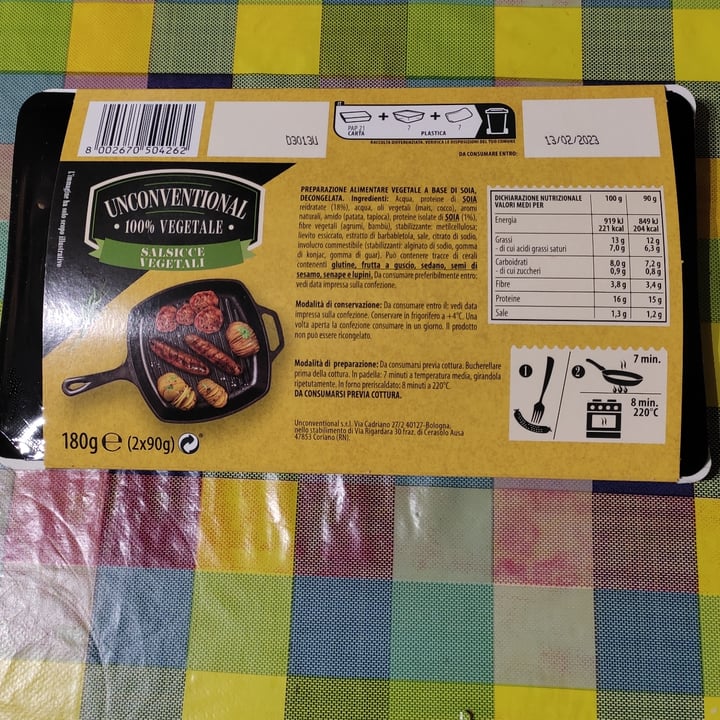 8 002670 504262
D3013U
PAP 21
CARTA
7
PLASTICA
7
RACCOLTA DIFFERENZIATA. VERIFICA LE DISPOSIZIONI DEL TUO COMUNE
13/02/2023
DA CONSUMARE ENTRO:
L'immagine ha solo scopo illustrativo
UNCONVENTIONAL
• 100% VEGETALE •
SALSICCE
VEGETALI
180g e (2x90g)
PREPARAZIONE ALIMENTARE VEGETALE A BASE DI SOIA,
DECONGELATA. Ingredienti: Acqua, proteine di SOIA
reidratate (18%), acqua, oli vegetali (mais, cocco), aromi
naturali, amido (patata, tapioca), proteine isolate di SOIA (1%),
fibre vegetali (agrumi, bambù), stabilizzante: metilcellulosa;
lievito essiccato, estratto di barbabietola, sale, citrato di sodio,
involucro commestibile (stabilizzanti: alginato di sodio, gomma
di konjac, gomma di guar). Può contenere tracce di cerali
contenenti glutine, frutta a guscio, sedano, semi di
sesamo, senape e lupini. Da consumare preferibilmente entro:
vedi data impressa sulla confezione.
Modalità di conservazione: Da consumare entro il: vedi data
impressa sulla confezione. Conservare in frigorifero a +4°C. Una
volta aperta la confezione consumare in un giorno. Il prodotto
non può essere ricongelato.
Modalità di preparazione: Da consumarsi previa cottura. Bucherellare
prima della cottura. In padella: 7 minuti a temperatura media, girandola
ripetutamente. In forno preriscaldato: 8 minuti a 220°C.
DA CONSUMARSI PREVIA COTTURA.
Unconventional s.r.l. Via Cadriano 27/2 40127-Bologna,
nello stabilimento di Via Rigardara 30 fraz. di Cerasolo Ausa
47853 Coriano (RN).
DICHIARAZIONE NUTRIZIONALE
VALORI MEDI PER 100 g 90 g
Energia 919 kJ 849 kJ
221 kcal 204 kcal
Grassi 13 g 12 g
- di cui acidi grassi saturi 7,0 g 6,3 g
Carboidrati 8,0 g 7,2 g
- di cui zuccheri 0,9 g 0,8 g
Fibre 3,8 g 3,4 g
Proteine 16 g 15 g
Sale 1,3 g 1,2 g
1
2
7 min.
8 min.
220°C